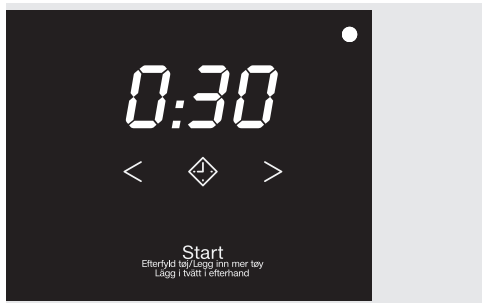 0:30
< >
Start
Efterfyld tøj/Legg inn mer tøy
Lägg i tvätt i efterhand